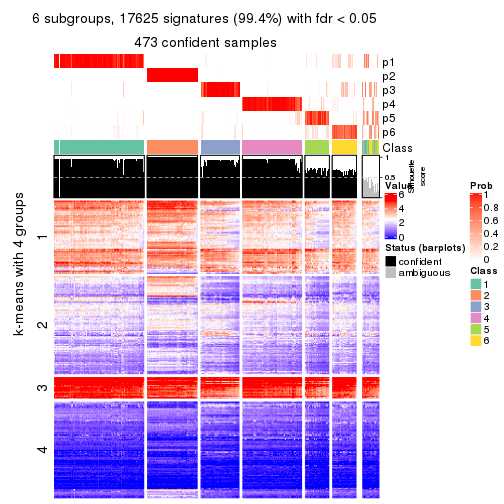 6 subgroups, 17625 signatures (99.4%) with fdr < 0.05
473 confident samples
p1
p2
p3
p4
p5
p6
Class
1
0.5
0
Silhouette
score
k-means with 4 groups
1
2
3
4
Value
6
4
2
0
Status (barplots)
confident
ambiguous
Prob
1
0.8
0.6
0.4
0.2
0
Class
1
2
3
4
5
6